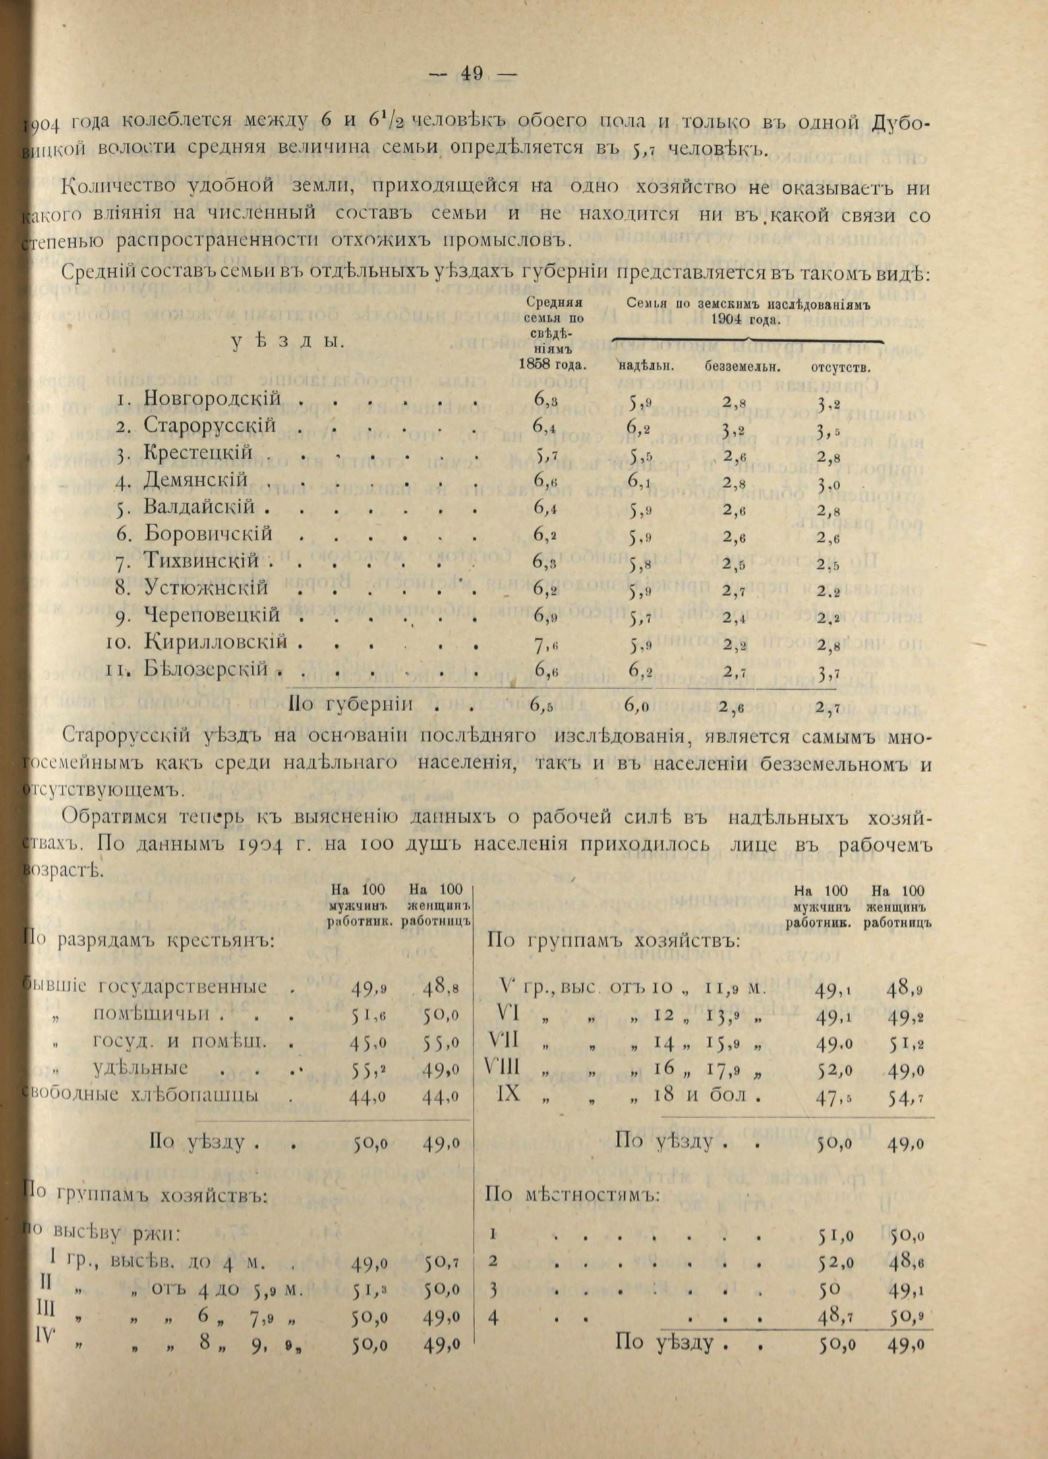 — 49 —
1904 года колеблется между 6 и 6¹/2 человѣкъ обоего пола и только въ одной Дубо-
вицкой волости средняя величина семьи опредѣляется въ 5,7 человѣкъ.
Количество удобной земли, приходящейся на одно хозяйство не оказываетъ ни
какого вліянія на численный составъ семьи и не находится ни въ какой связи со
степенью распространенности отхожихъ промысловъ.
Средній составъ семьи въ отдѣльныхъ уѣздахъ губерніи представляется въ такомъ видѣ:
уѣзды. Средняя семья по свѣдѣ-ніямъ 1858 года. Семья по земскимъ изслѣдованіямъ 1904 года.
надѣльн. безземельн. отсутств.
1. Новгородскій . . . . . . . 6,3 5,9 2,8 3,2
2. Старорусскій . . . . . . . 6,4 6,2 3,2 3,5
3. Крестецкій . . . . . . . 5,7 5,5 2,6 2,8
4. Демянскій . . . . . . . 6,6 6,1 2,8 3,0
5. Валдайскій . . . . . . . 6,4 5,9 2,6 2,8
6. Боровичскій . . . . . . 6,2 5,9 2,6 2,6
7. Тихвинскій . . . . . . . 6,3 5,8 2,5 2,5
8. Устюжнскій . . . . . . 6,2 5,9 2,7 2,2
9. Череповецкій . . . . . . 6,9 5,7 2,4 2,2
10. Кирилловскій . . . . . 7,6 5,9 2,2 2,8
11. Бѣлозерскій . . . . . . 6,6 6,2 2,7 3,7
По губерніи . . 6,5 6,0 2,6 2,7
Старорусскій уѣздъ на основаніи послѣдняго изслѣдованія, является самымъ мно-
госемейнымъ какъ среди надѣльнаго населенія, такъ и въ населеніи безземельномъ и
отсутствующемъ.
Обратимся теперь къ выясненію данныхъ о рабочей силѣ въ надѣльныхъ хозяй-
ствахъ. По даннымъ 1904 г. на 100 душъ населенія приходилось лице въ рабочемъ
возрастѣ.
На 100 мужчинъ работник. На 100 женщинъ работницъ
По разрядамъ крестьянъ:
бывшіе государственные . 49,9 48,8
„ помѣщичьи . . . 51,6 50,0
„ госуд. и помѣщ. . 45,0 55,0
„ удѣльные . . . 55,2 49,0
свободные хлѣбопашцы . 44,0 44,0
По уѣзду . . 50,0 49,0
По группамъ хозяйствъ:
по высѣву ржи:
I гр., высѣв. до 4 м. . 49,0 50,7
II „ „ отъ 4 до 5,9 м. 51,3 50,0
III „ „ „ 6 „ 7,9 „ 50,0 49,0
IV „ „ „ 8 „ 9,9 „ 50,0 49,0
На 100 мужчинъ работник. На 100 женщинъ работницъ
По группамъ хозяйствъ:
V гр., выс. отъ 10 „ 11,9 м. 49,1 48,9
VI „ „ „ 12 „ 13,9 „ 49,1 49,2
VII „ „ „ 14 „ 15,9 „ 49,0 51,2
VIII „ „ „ 16 „ 17,9 „ 52,0 49,0
IX „ „ „ 18 и бол . 47,5 54,7
По уѣзду . . 50,0 49,0
По мѣстностямъ:
1 . . . . . . . 51,0 50,0
2 . . . . . . . 52,0 48,6
3 . . . . . . . 50 49,1
4 . . . . . 48,7 50,9
По уѣзду . . 50,0 49,0